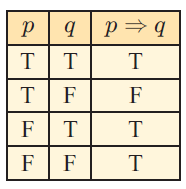 p q p ⇒ q
T T T
T F F
F T T
F F T